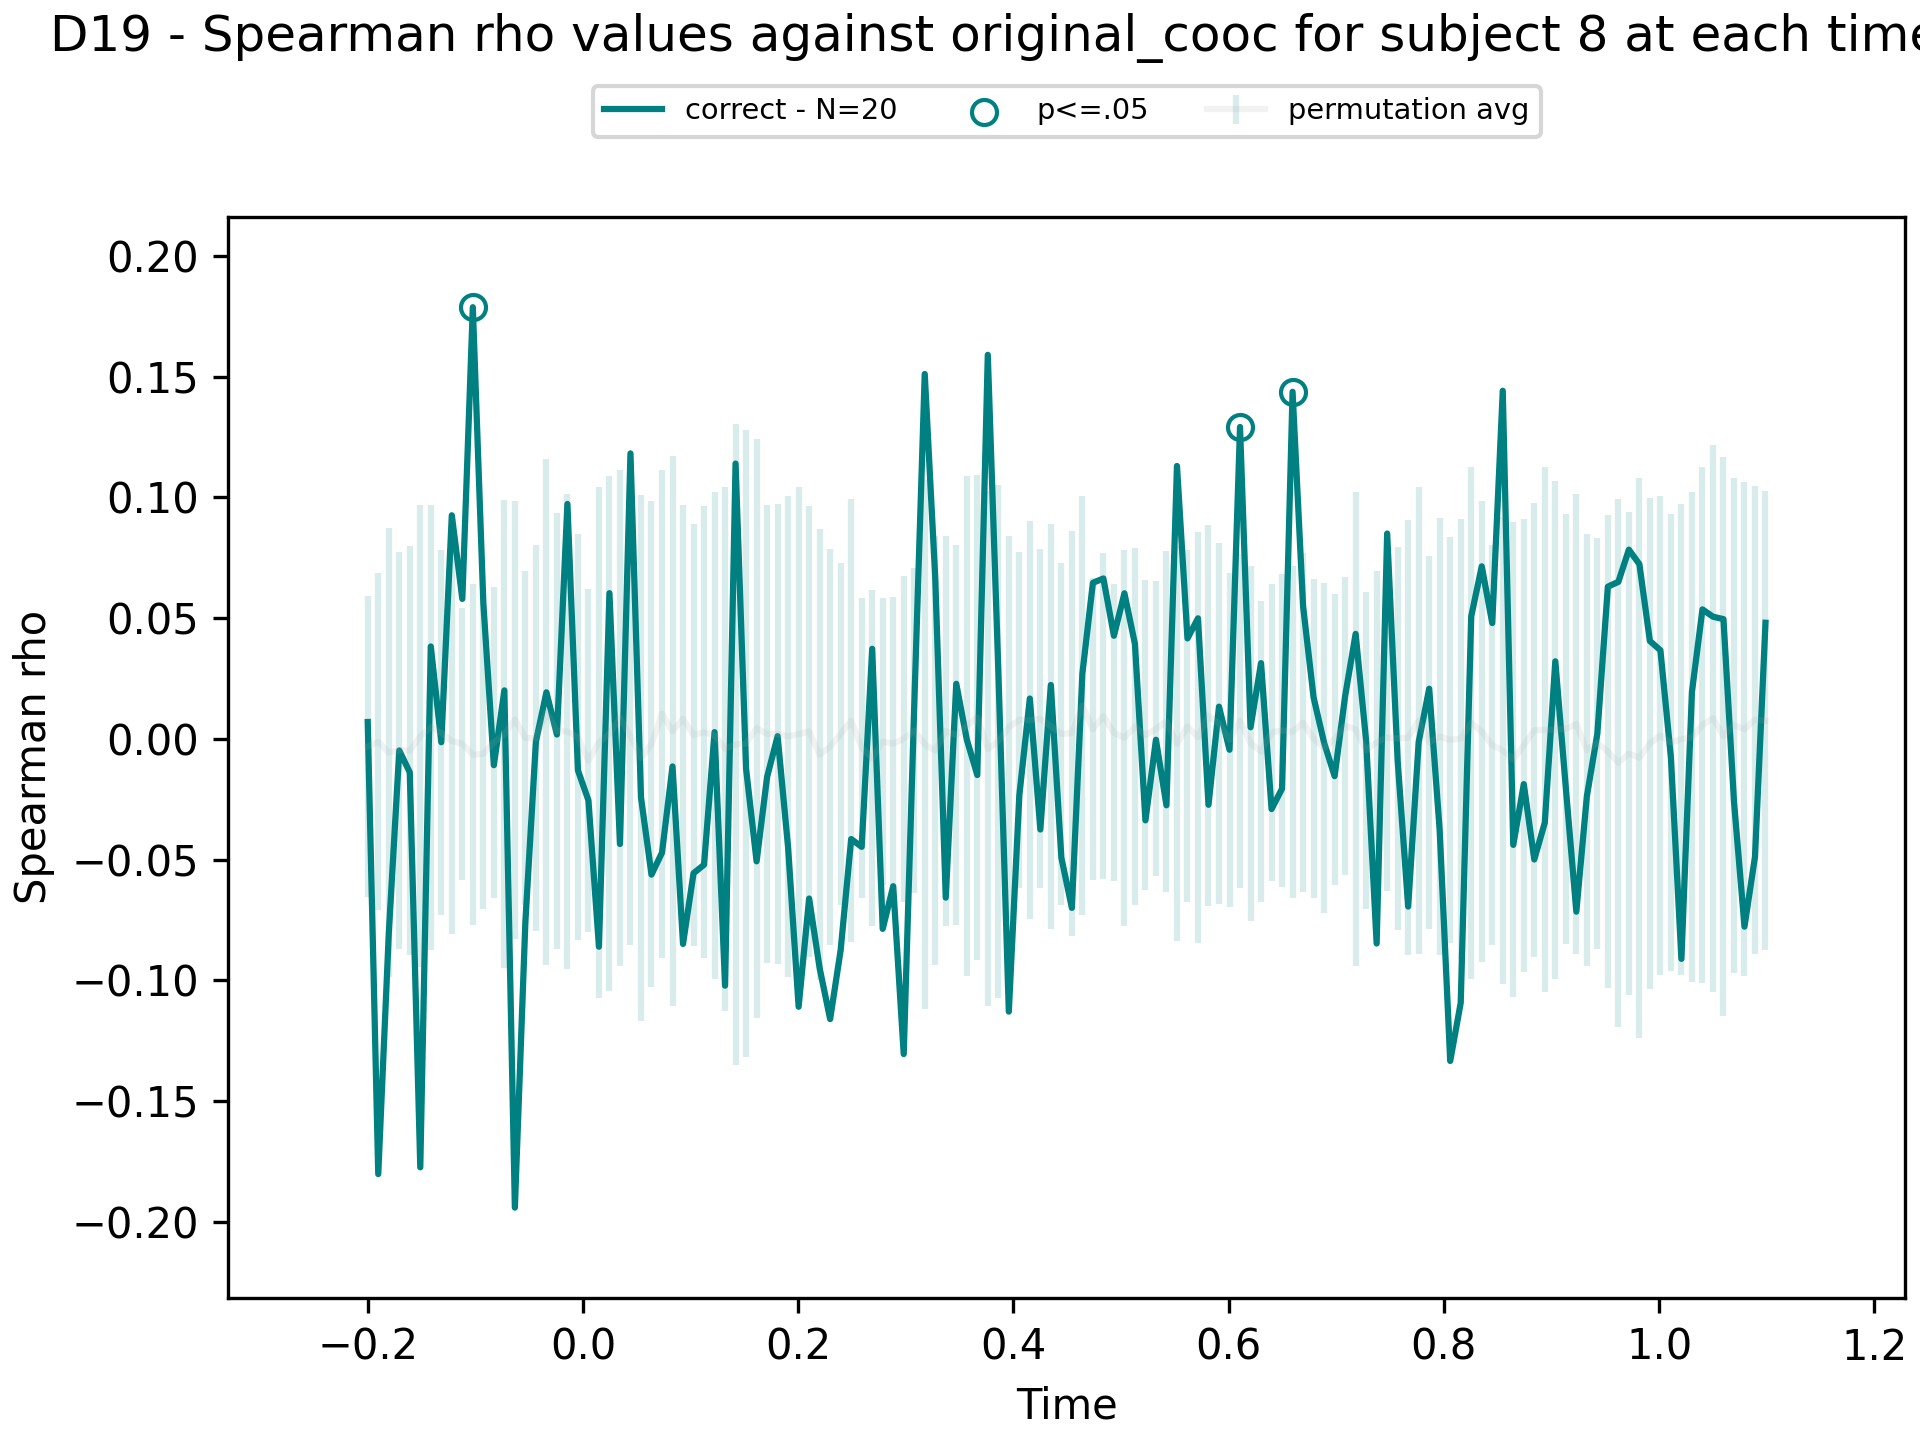 D19 - Spearman rho values against original_cooc for subject 8 at each time
correct - N=20 p<=.05 permutation avg
0.20
0.15
0.10
0.05
0.00
−0.05
−0.10
−0.15
−0.20
Spearman rho
−0.2 0.0 0.2 0.4 0.6 0.8 1.0 1.2
Time